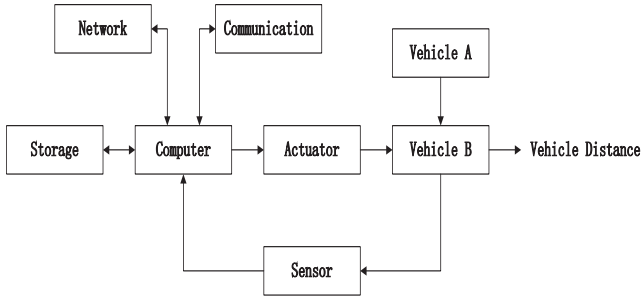 Network
Communication
Vehicle A
Storage
Computer
Actuator
Vehicle B
Vehicle Distance
Sensor